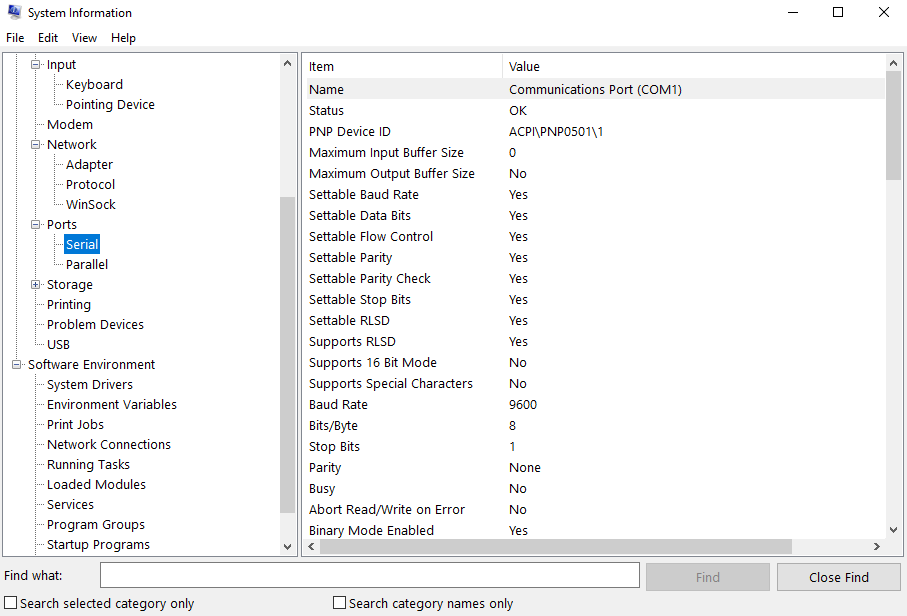 System Information
File Edit View Help
Input
Keyboard
Pointing Device
Modem
Network
Adapter
Protocol
WinSock
Ports
Serial
Parallel
Storage
Printing
Problem Devices
USB
Software Environment
System Drivers
Environment Variables
Print Jobs
Network Connections
Running Tasks
Loaded Modules
Services
Program Groups
Startup Programs
Item Value
Name Communications Port (COM1)
Status OK
PNP Device ID ACPI\PNP0501\1
Maximum Input Buffer Size 0
Maximum Output Buffer Size No
Settable Baud Rate Yes
Settable Data Bits Yes
Settable Flow Control Yes
Settable Parity Yes
Settable Parity Check Yes
Settable Stop Bits Yes
Settable RLSD Yes
Supports RLSD Yes
Supports 16 Bit Mode No
Supports Special Characters No
Baud Rate 9600
Bits/Byte 8
Stop Bits 1
Parity None
Busy No
Abort Read/Write on Error No
Binary Mode Enabled Yes
Find what: Find Close Find
Search selected category only Search category names only